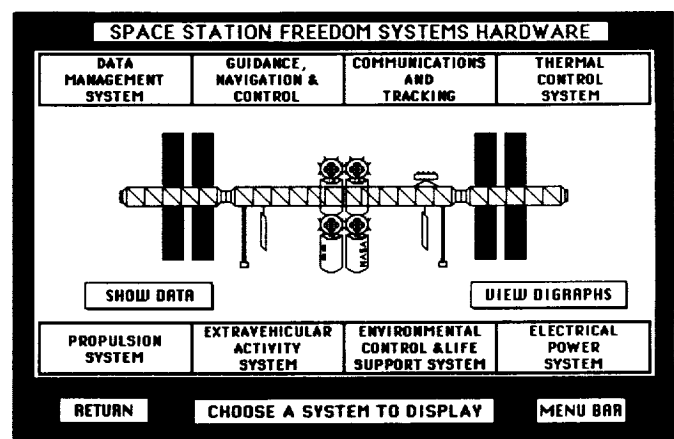 SPACE STATION FREEDOM SYSTEMS HARDWARE
DATA
MANAGEMENT
SYSTEM
GUIDANCE,
NAVIGATION &
CONTROL
COMMUNICATIONS
AND
TRACKING
THERMAL
CONTROL
SYSTEM
NASA
SHOW DATA
VIEW DIGRAPHS
PROPULSION
SYSTEM
EXTRAVEHICULAR
ACTIVITY
SYSTEM
ENVIRONMENTAL
CONTROL & LIFE
SUPPORT SYSTEM
ELECTRICAL
POWER
SYSTEM
RETURN
CHOOSE A SYSTEM TO DISPLAY
MENU BAR